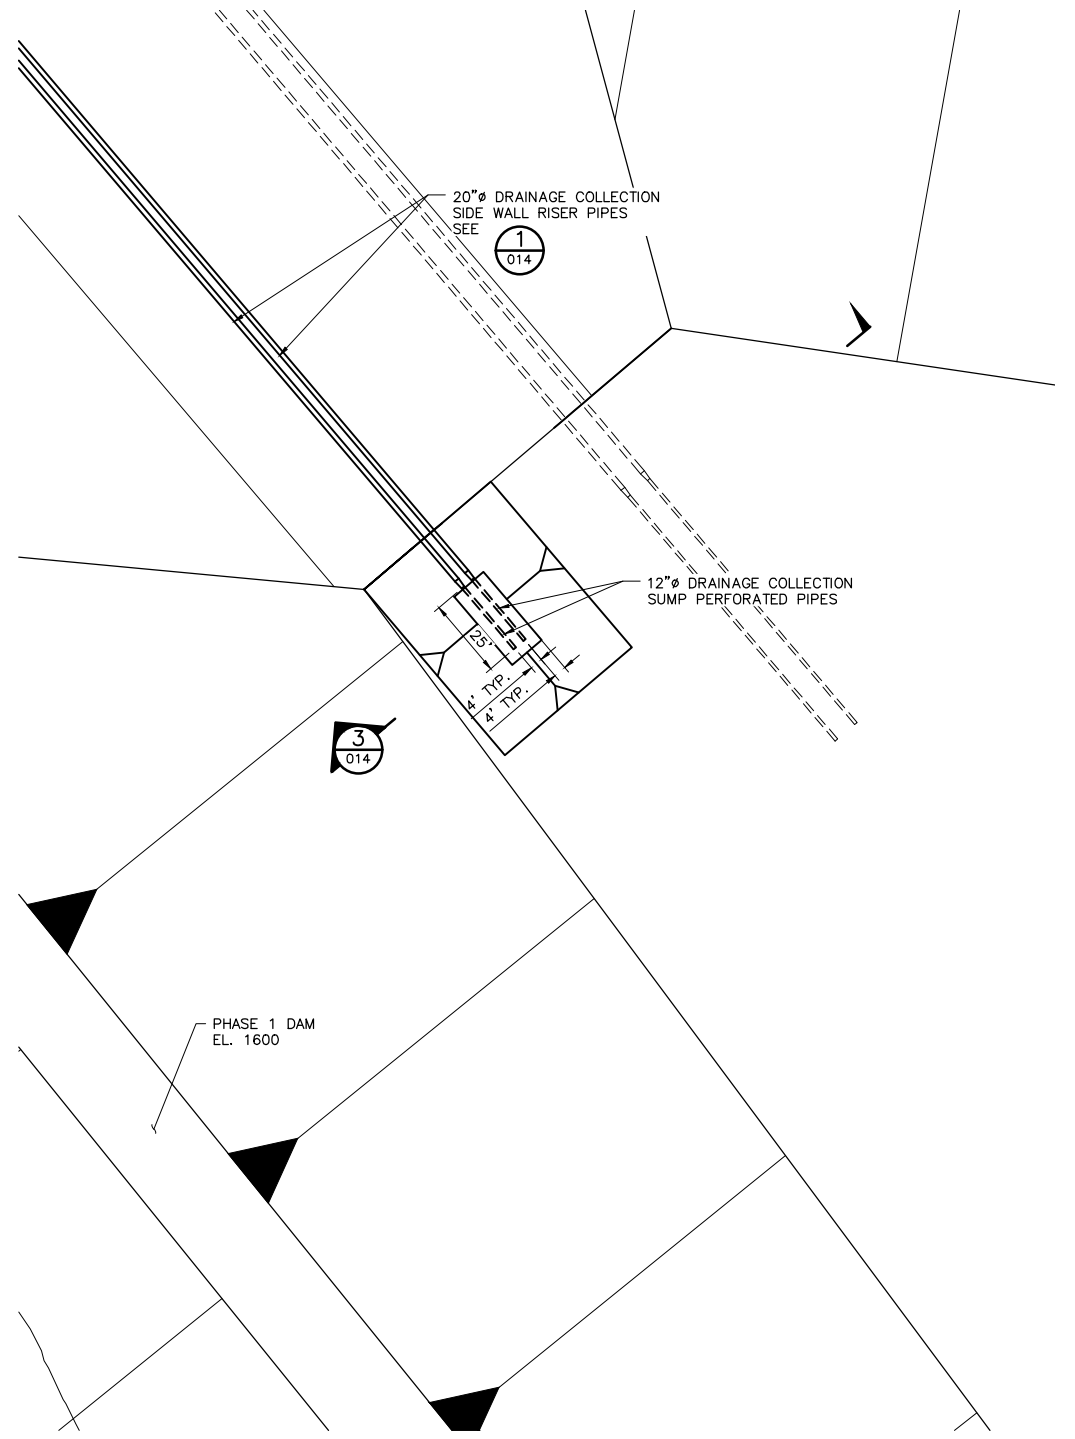 20"ø DRAINAGE COLLECTION
SIDE WALL RISER PIPES
SEE
1
014
12"ø DRAINAGE COLLECTION
SUMP PERFORATED PIPES
25'
4' TYP.
4' TYP.
3
014
PHASE 1 DAM
EL. 1600